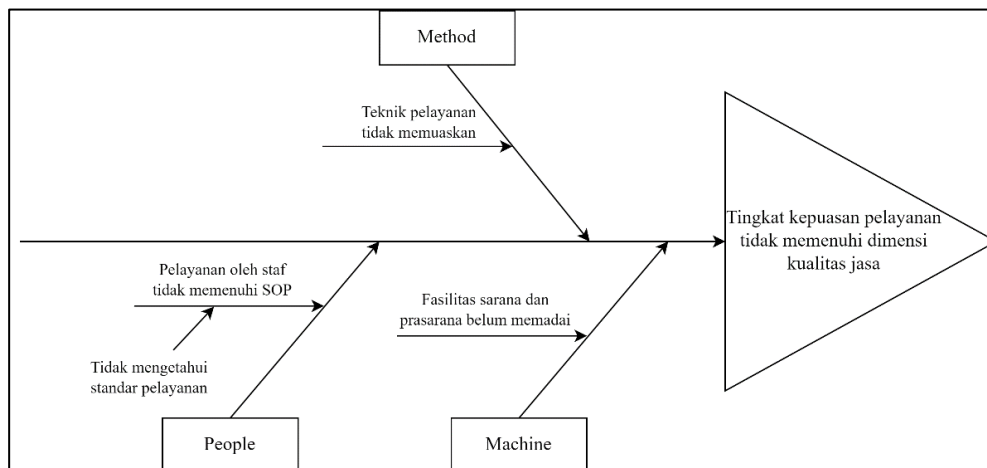 Method
Teknik pelayanan
tidak memuaskan
Tingkat kepuasan pelayanan
tidak memenuhi dimensi
kualitas jasa
Pelayanan oleh staf
tidak memenuhi SOP
Fasilitas sarana dan
prasarana belum memadai
Tidak mengetahui
standar pelayanan
People
Machine